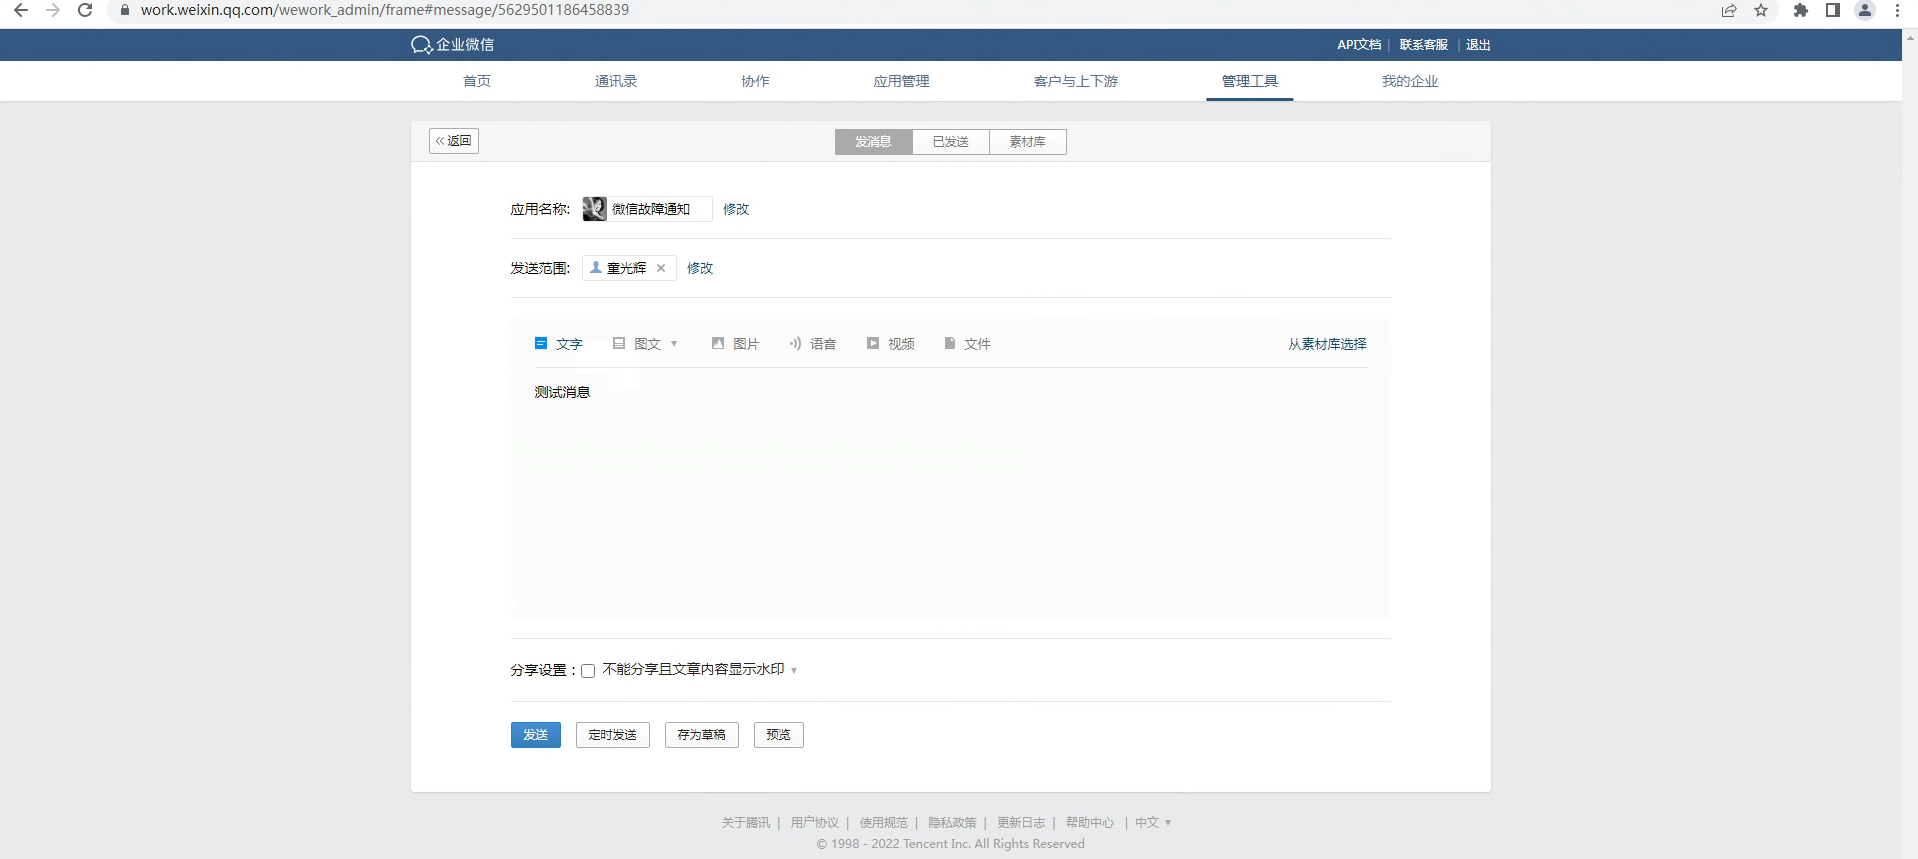 work.weixin.qq.com/wework_admin/frame#message/5629501186458839
企业微信
API文档 | 联系客服 | 退出
首页 通讯录 协作 应用管理 客户与上下游 管理工具 我的企业
«返回 发消息 已发送 素材库
应用名称: 微信故障通知 修改
发送范围: 童光辉 × 修改
文字 图文 ▼ 图片 语音 视频 文件 从素材库选择
测试消息
分享设置： 不能分享且文章内容显示水印 ▼
发送 定时发送 存为草稿 预览
关于腾讯 | 用户协议 | 使用规范 | 隐私政策 | 更新日志 | 帮助中心 | 中文 ▼
© 1998 - 2022 Tencent Inc. All Rights Reserved